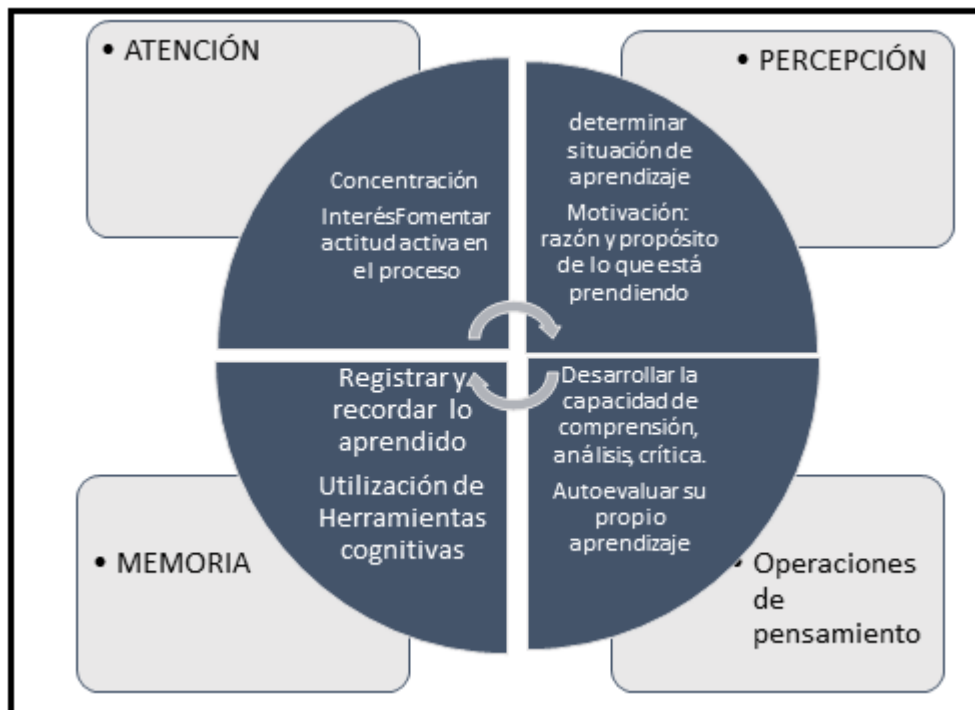 • ATENCIÓN
Concentración
InterésFomentar
actitud activa en
el proceso
• PERCEPCIÓN
determinar
situación de
aprendizaje
Motivación:
razón y propósito
de lo que está
prendiendo
Registrar y
recordar lo
aprendido
Utilización de
Herramientas
cognitivas
• MEMORIA
Desarrollar la
capacidad de
comprensión,
análisis, crítica.
Autoevaluar su
propio
aprendizaje
• Operaciones
de
pensamiento